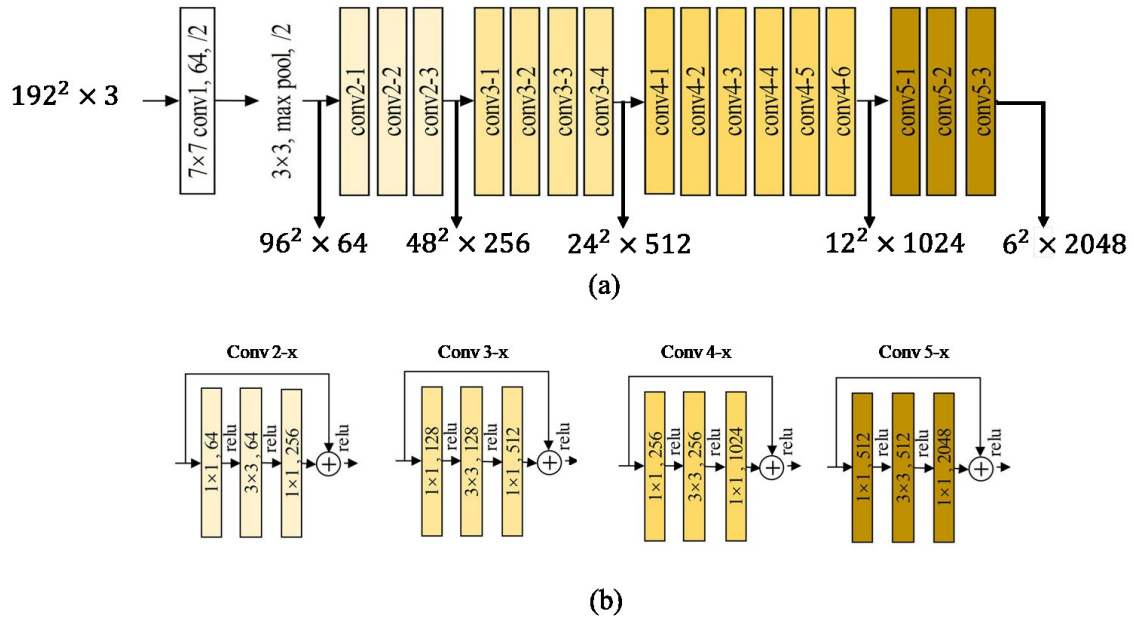 192² × 3
7×7 conv1, 64, /2
3×3, max pool, /2
conv2-1
conv2-2
conv2-3
conv3-1
conv3-2
conv3-3
conv3-4
conv4-1
conv4-2
conv4-3
conv4-4
conv4-5
conv4-6
conv5-1
conv5-2
conv5-3
96² × 64
48² × 256
24² × 512
12² × 1024
6² × 2048
(a)
Conv 2-x
1×1, 64
relu
3×3, 64
relu
1×1, 256
+
relu
Conv 3-x
1×1, 128
relu
3×3, 128
relu
1×1, 512
+
relu
Conv 4-x
1×1, 256
relu
3×3, 256
relu
1×1, 1024
+
relu
Conv 5-x
1×1, 512
relu
3×3, 512
relu
1×1, 2048
+
relu
(b)